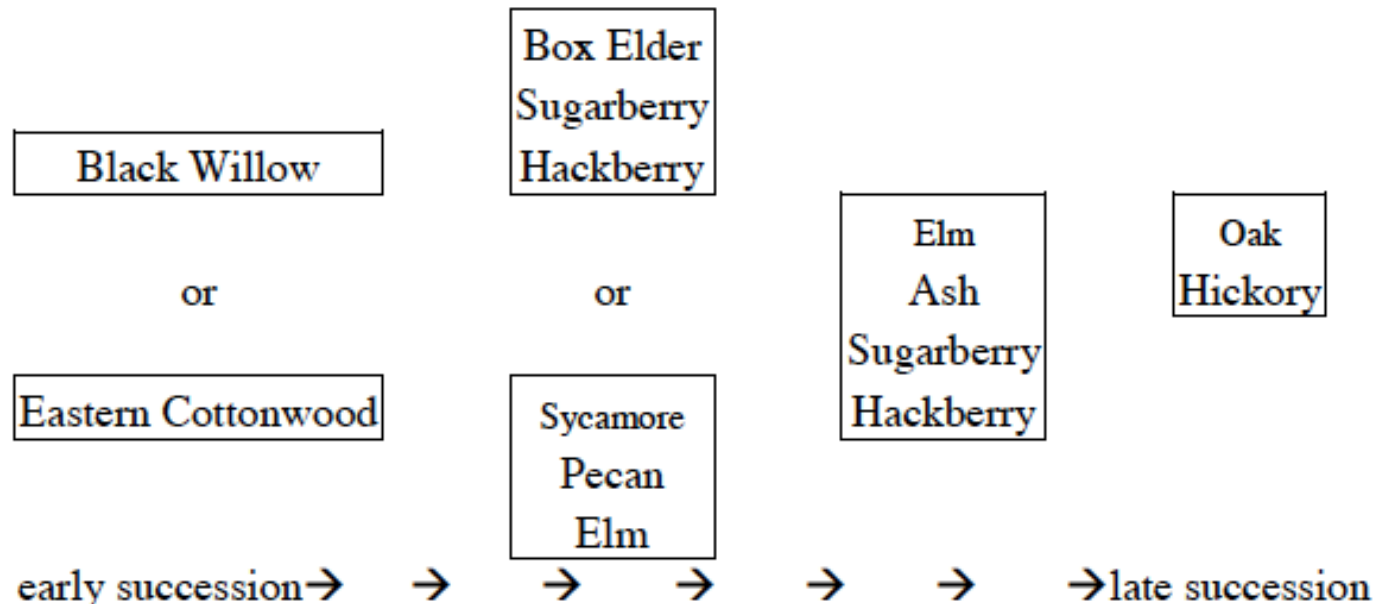 Box Elder
Sugarberry
Hackberry
Black Willow
or
Eastern Cottonwood
or
Sycamore
Pecan
Elm
Elm
Ash
Sugarberry
Hackberry
Oak
Hickory
early succession→ → → → → → →late succession